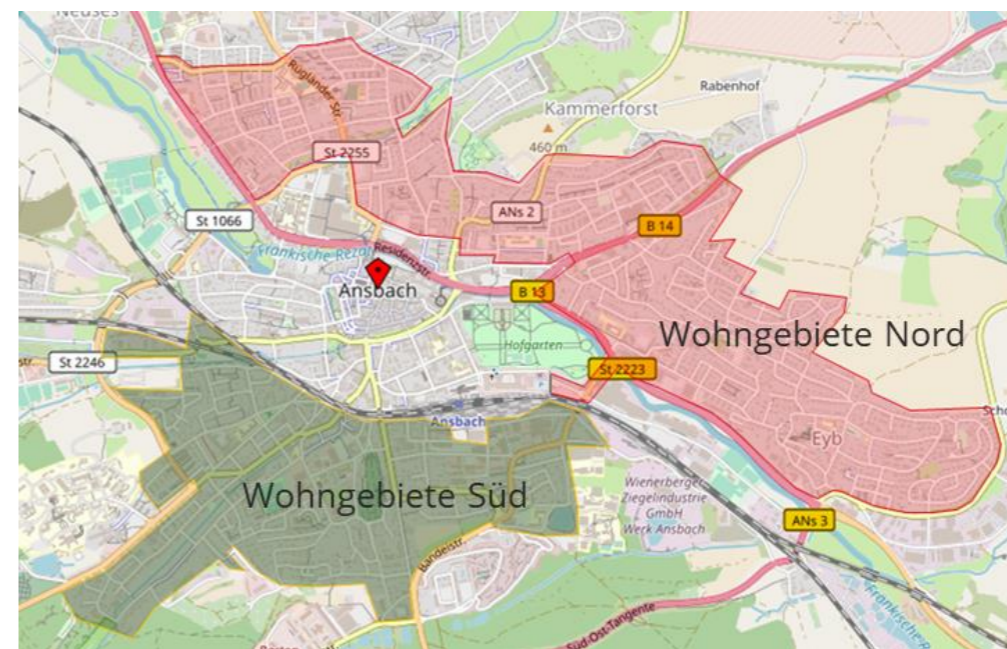 Neuses
Rügländer Str.
Rabenhof
Kammerforst
460 m
St 2255
St 1066
ANs 2
B 14
Fränkische Rezat
Residenzstr.
Ansbach
B 13
Wohngebiete Nord
Hofgarten
St 2246
St 2223
Ansbach
Eyb
Wohngebiete Süd
Wienerberger
Ziegelindustrie
GmbH
Werk Ansbach
ANs 3
Süd-Ost-Tangente